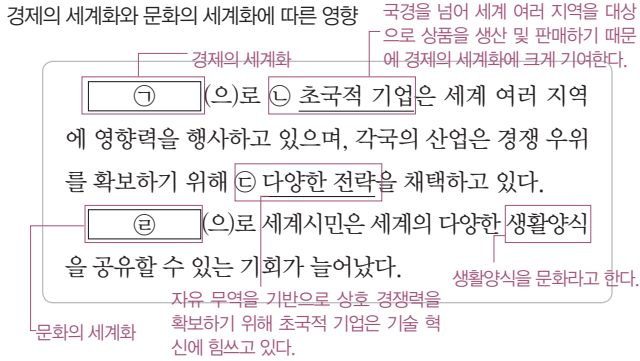 경제의 세계화와 문화의 세계화에 따른 영향
국경을 넘어 세계 여러 지역을 대상
으로 상품을 생산 및 판매하기 때문
에 경제의 세계화에 크게 기여한다.
경제의 세계화
㉠ (으)로 ㉡ 초국적 기업은 세계 여러 지역
에 영향력을 행사하고 있으며, 각국의 산업은 경쟁 우위
를 확보하기 위해 ㉢ 다양한 전략을 채택하고 있다.
㉣ (으)로 세계시민은 세계의 다양한 생활양식
을 공유할 수 있는 기회가 늘어났다.
생활양식을 문화라고 한다.
자유 무역을 기반으로 상호 경쟁력을
확보하기 위해 초국적 기업은 기술 혁
신에 힘쓰고 있다.
문화의 세계화